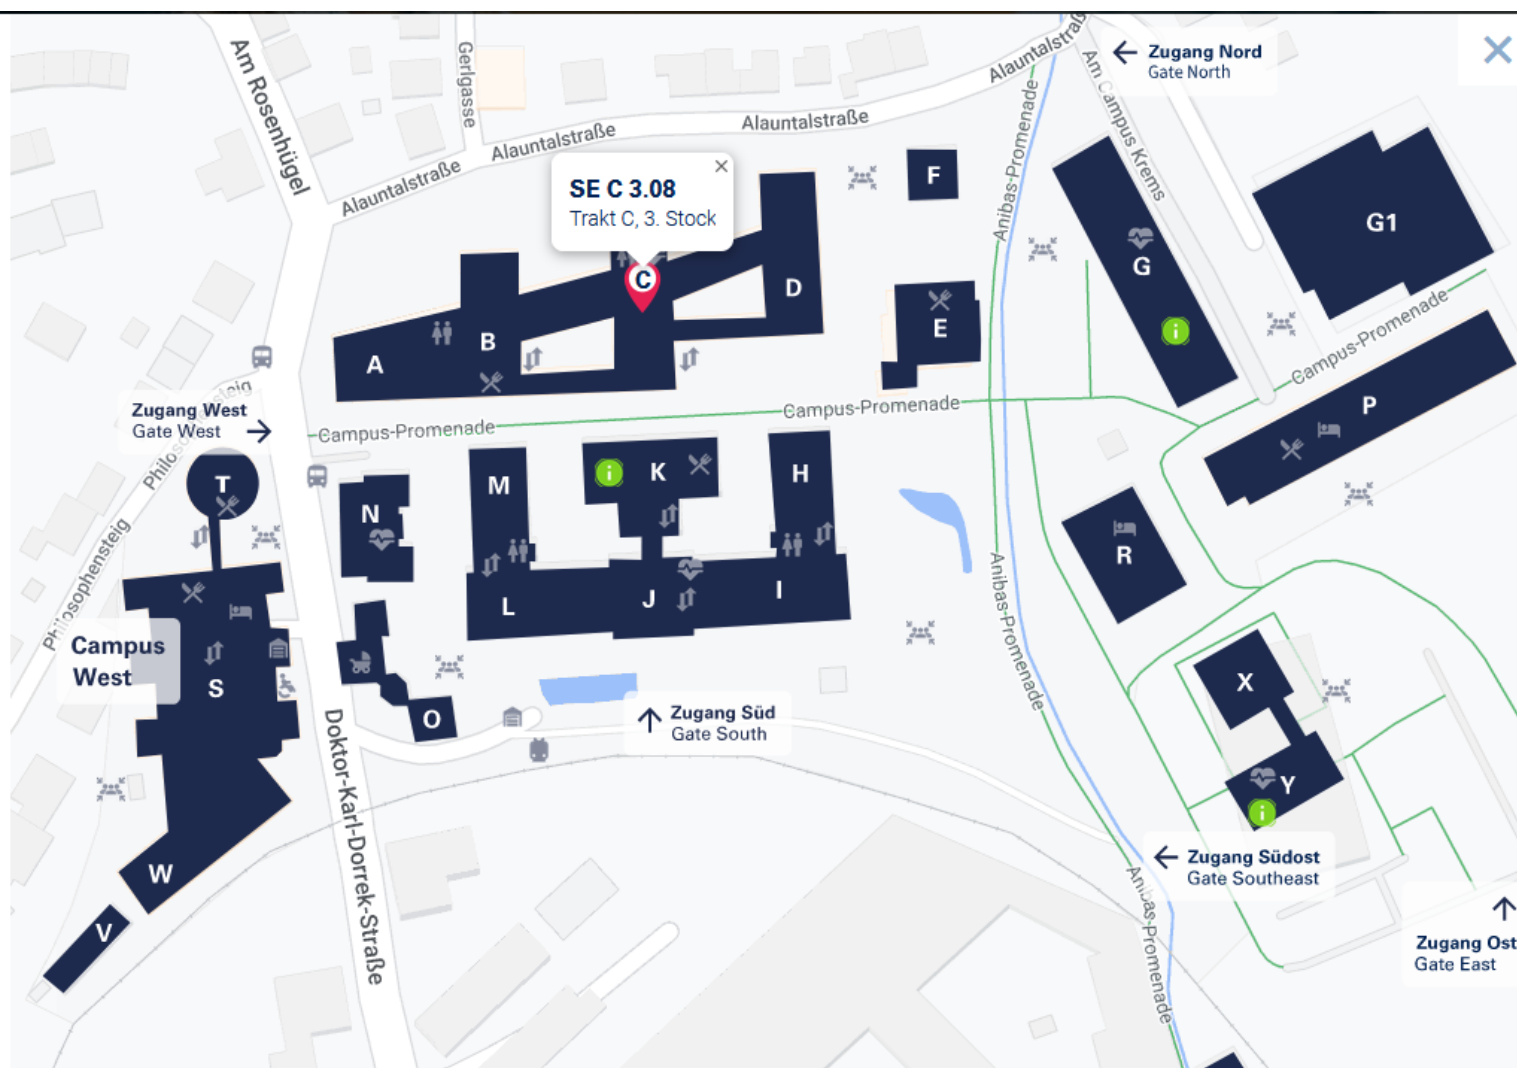 Zugang Nord
Gate North
Alauntalstraße
Am Rosenhügel
Gerlgasse
Alauntalstraße
Alauntalstraße
Alauntalstraße
Anibas-Promenade
Am Campus Krems
SE C 3.08
Trakt C, 3. Stock
C
F
G1
G
D
E
B
A
i
Campus-Promenade
P
Zugang West
Gate West
Philosophensteig
Campus-Promenade
Campus-Promenade
T
M
i
K
H
N
R
L
J
I
Philosophensteig
Anibas-Promenade
Campus
West
S
O
X
Zugang Süd
Gate South
Doktor-Karl-Dorrek-Straße
Y
i
Zugang Südost
Gate Southeast
W
V
Anibas-Promenade
Zugang Ost
Gate East